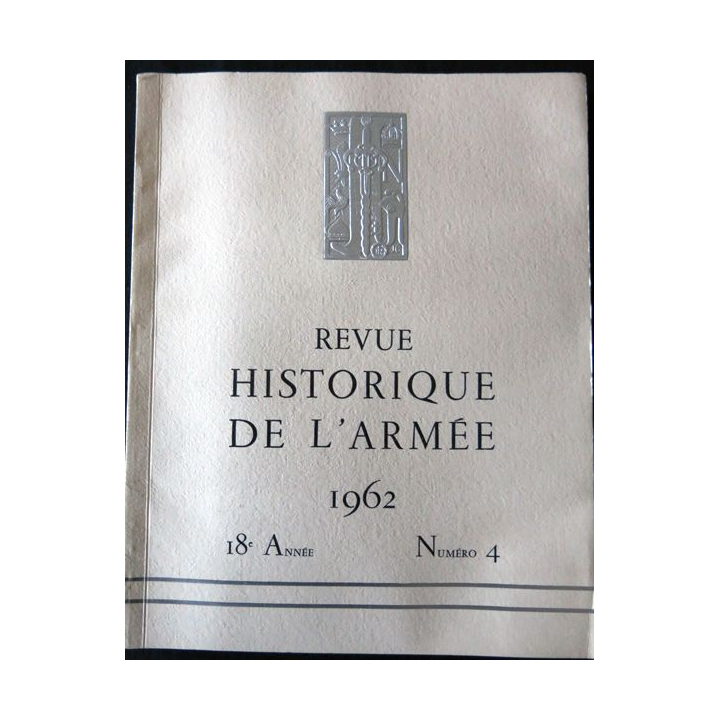 REVUE
HISTORIQUE
DE L'ARMÉE
1962
18e ANNÉE NUMÉRO 4